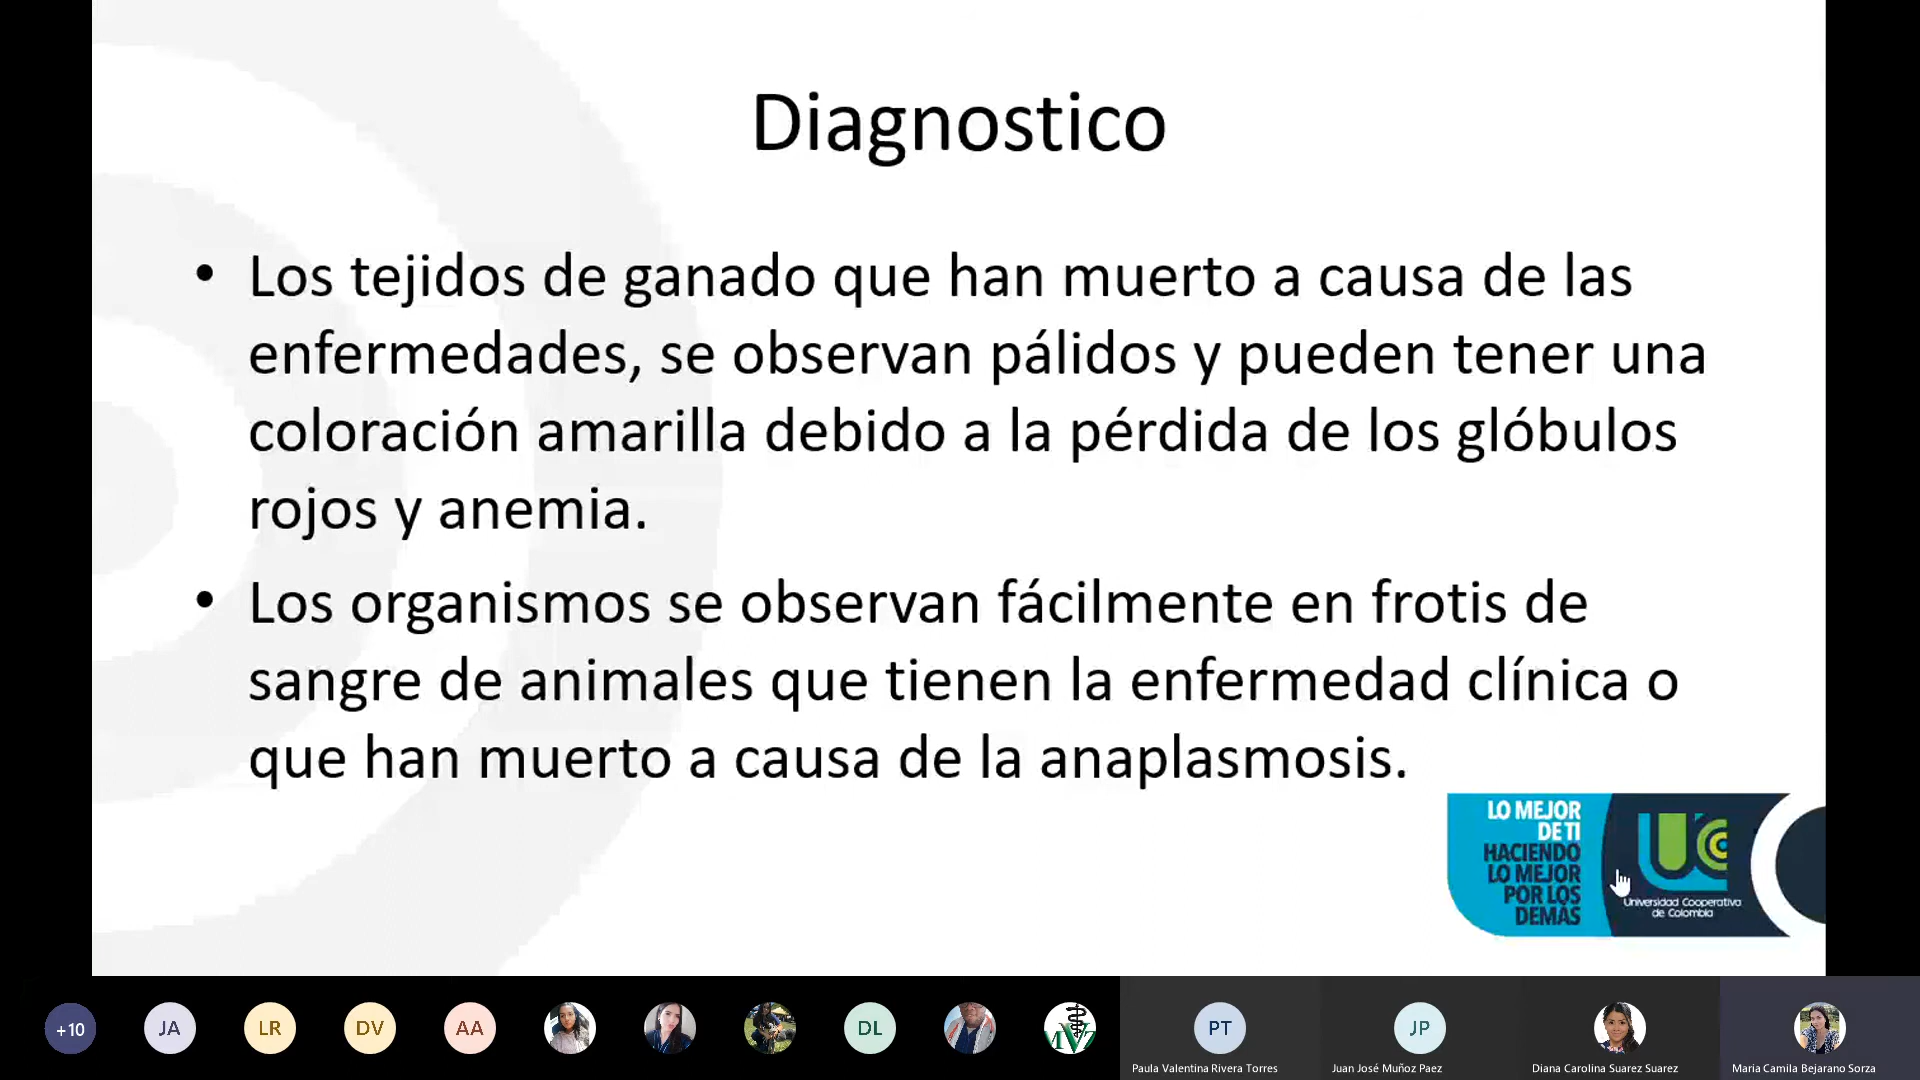 Diagnostico
• Los tejidos de ganado que han muerto a causa de las
enfermedades, se observan pálidos y pueden tener una
coloración amarilla debido a la pérdida de los glóbulos
rojos y anemia.
• Los organismos se observan fácilmente en frotis de
sangre de animales que tienen la enfermedad clínica o
que han muerto a causa de la anaplasmosis.
LO MEJOR
DE TI
HACIENDO
LO MEJOR
POR LOS
DEMÁS
UCC
Universidad Cooperativa
de Colombia
+10
JA
LR
DV
AA
DL
MVZ
PT
JP
Paula Valentina Rivera Torres
Juan José Muñoz Paez
Diana Carolina Suarez Suarez
Maria Camila Bejarano Sorza